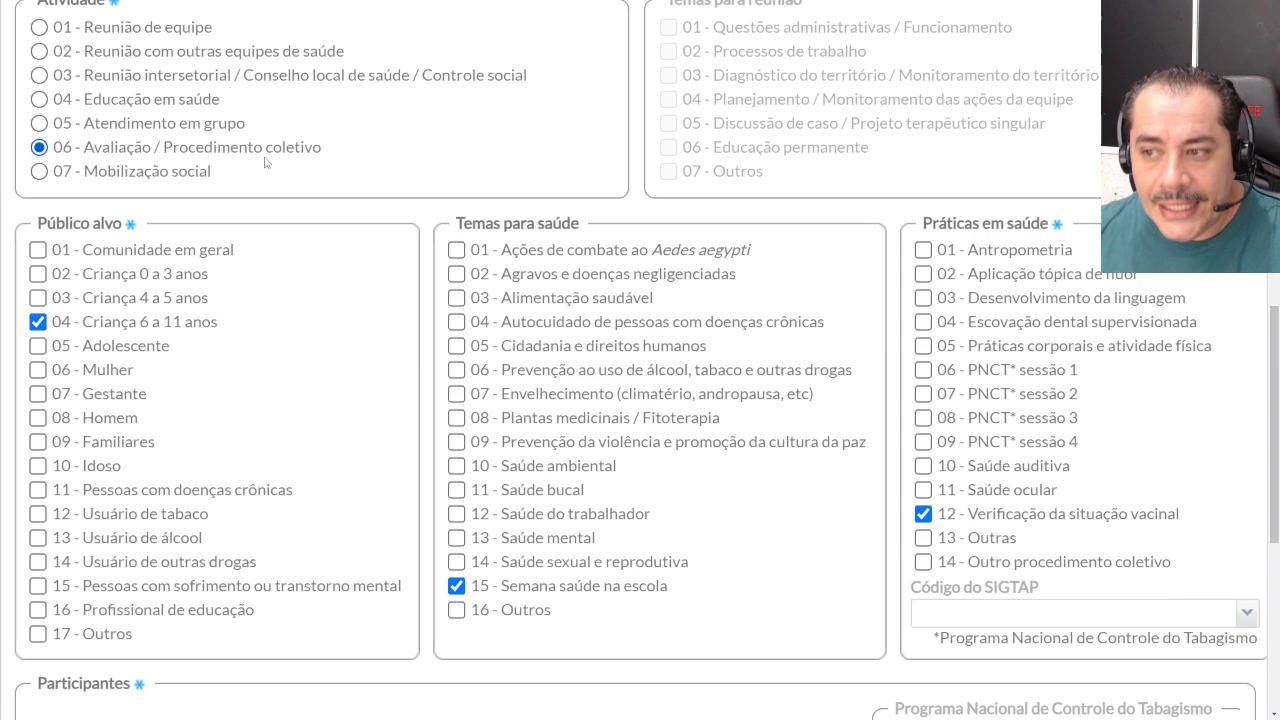 Atividade *
01 - Reunião de equipe
02 - Reunião com outras equipes de saúde
03 - Reunião intersetorial / Conselho local de saúde / Controle social
04 - Educação em saúde
05 - Atendimento em grupo
06 - Avaliação / Procedimento coletivo
07 - Mobilização social
Temas para reunião
01 - Questões administrativas / Funcionamento
02 - Processos de trabalho
03 - Diagnóstico do território / Monitoramento do território
04 - Planejamento / Monitoramento das ações da equipe
05 - Discussão de caso / Projeto terapêutico singular
06 - Educação permanente
07 - Outros
Público alvo *
01 - Comunidade em geral
02 - Criança 0 a 3 anos
03 - Criança 4 a 5 anos
04 - Criança 6 a 11 anos
05 - Adolescente
06 - Mulher
07 - Gestante
08 - Homem
09 - Familiares
10 - Idoso
11 - Pessoas com doenças crônicas
12 - Usuário de tabaco
13 - Usuário de álcool
14 - Usuário de outras drogas
15 - Pessoas com sofrimento ou transtorno mental
16 - Profissional de educação
17 - Outros
Temas para saúde
01 - Ações de combate ao Aedes aegypti
02 - Agravos e doenças negligenciadas
03 - Alimentação saudável
04 - Autocuidado de pessoas com doenças crônicas
05 - Cidadania e direitos humanos
06 - Prevenção ao uso de álcool, tabaco e outras drogas
07 - Envelhecimento (climatério, andropausa, etc)
08 - Plantas medicinais / Fitoterapia
09 - Prevenção da violência e promoção da cultura da paz
10 - Saúde ambiental
11 - Saúde bucal
12 - Saúde do trabalhador
13 - Saúde mental
14 - Saúde sexual e reprodutiva
15 - Semana saúde na escola
16 - Outros
Práticas em saúde *
01 - Antropometria
02 - Aplicação tópica de flúor
03 - Desenvolvimento da linguagem
04 - Escovação dental supervisionada
05 - Práticas corporais e atividade física
06 - PNCT* sessão 1
07 - PNCT* sessão 2
08 - PNCT* sessão 3
09 - PNCT* sessão 4
10 - Saúde auditiva
11 - Saúde ocular
12 - Verificação da situação vacinal
13 - Outras
14 - Outro procedimento coletivo
Código do SIGTAP
*Programa Nacional de Controle do Tabagismo
Participantes *
Programa Nacional de Controle do Tabagismo